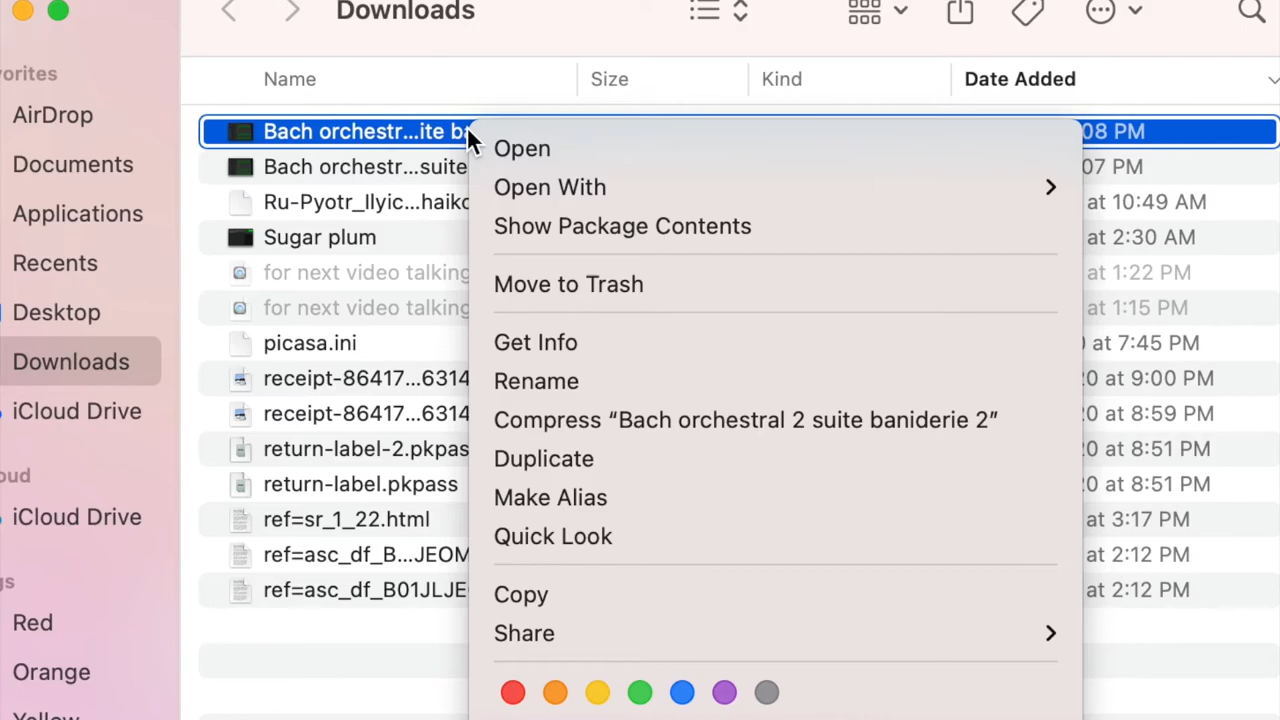 Downloads
vorites
AirDrop
Documents
Applications
Recents
Desktop
Downloads
iCloud Drive
oud
iCloud Drive
gs
Red
Orange
Yellow
Name Size Kind Date Added
Bach orchestr...ite ba 08 PM
Bach orchestr...suite 07 PM
Ru-Pyotr_Ilyic...haiko at 10:49 AM
Sugar plum at 2:30 AM
for next video talking at 1:22 PM
for next video talking at 1:15 PM
picasa.ini at 7:45 PM
receipt-86417...6314 20 at 9:00 PM
receipt-86417...6314 20 at 8:59 PM
return-label-2.pkpas 20 at 8:51 PM
return-label.pkpass 20 at 8:51 PM
ref=sr_1_22.html at 3:17 PM
ref=asc_df_B...JEOM at 2:12 PM
ref=asc_df_B01JLJE at 2:12 PM
Open
Open With
Show Package Contents
Move to Trash
Get Info
Rename
Compress “Bach orchestral 2 suite baniderie 2”
Duplicate
Make Alias
Quick Look
Copy
Share